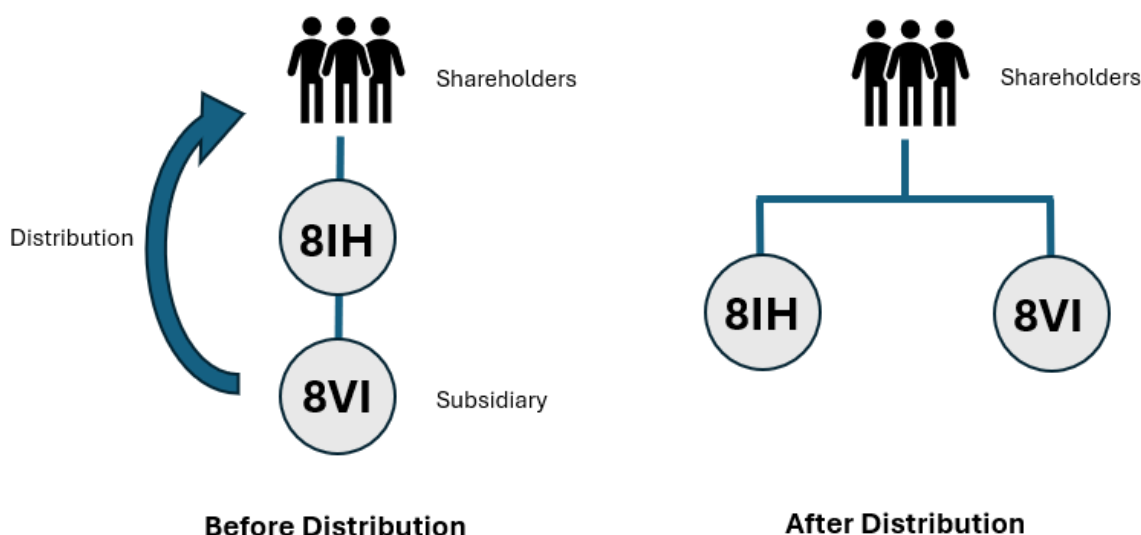 Shareholders
8IH
Distribution
8VI
Subsidiary
Before Distribution
Shareholders
8IH
8VI
After Distribution